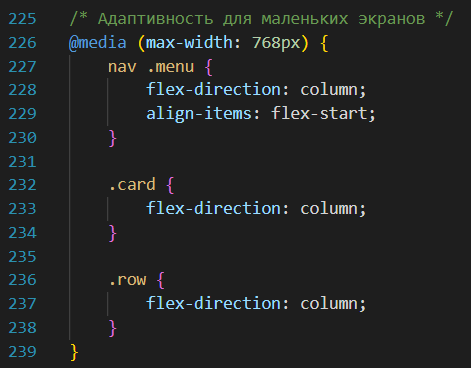 225 /* Адаптивность для маленьких экранов */
226 @media (max-width: 768px) {
227     nav .menu {
228         flex-direction: column;
229         align-items: flex-start;
230     }
231
232     .card {
233         flex-direction: column;
234     }
235
236     .row {
237         flex-direction: column;
238     }
239 }